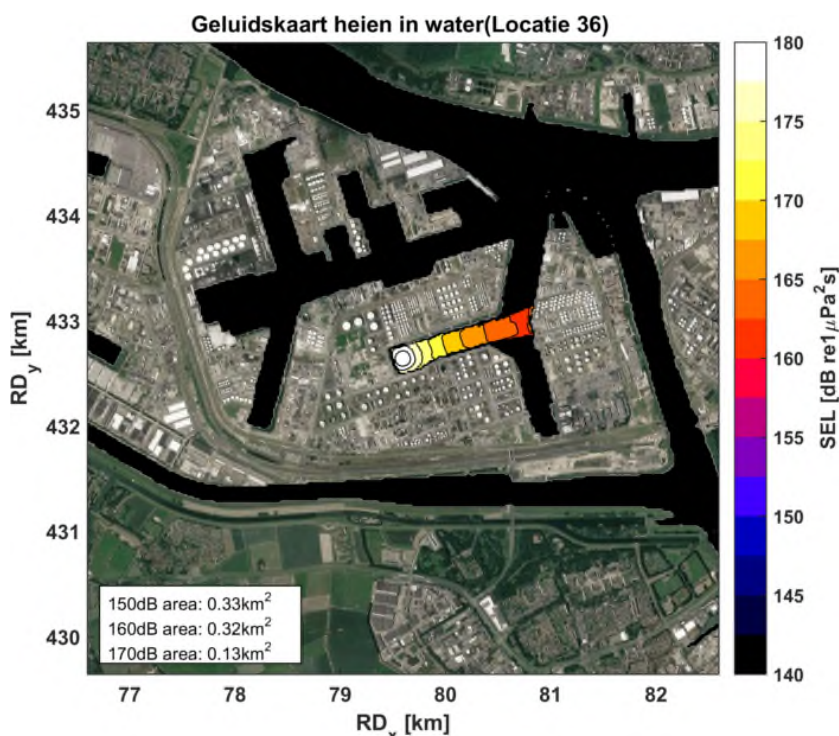 Geluidskaart heien in water(Locatie 36)
435
434
433
432
431
430
RD_y [km]
77 78 79 80 81 82
RD_x [km]
150dB area: 0.33km²
160dB area: 0.32km²
170dB area: 0.13km²
180
175
170
165
160
155
150
145
140
SEL [dB re1μPa² s]